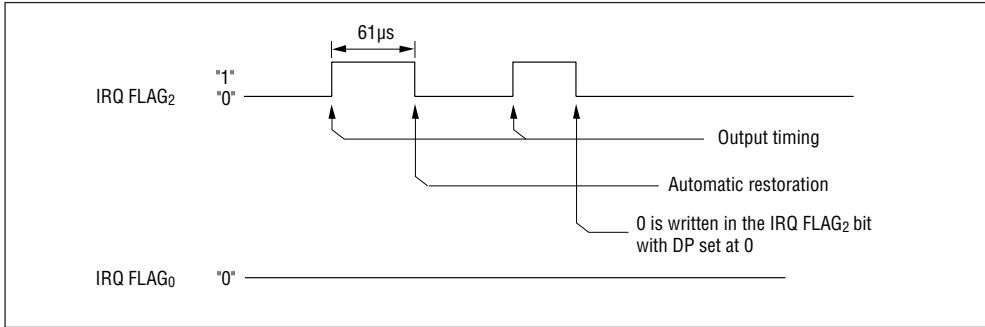 61µs
"1"
IRQ FLAG2 "0"
Output timing
Automatic restoration
0 is written in the IRQ FLAG2 bit
with DP set at 0
IRQ FLAG0 "0"